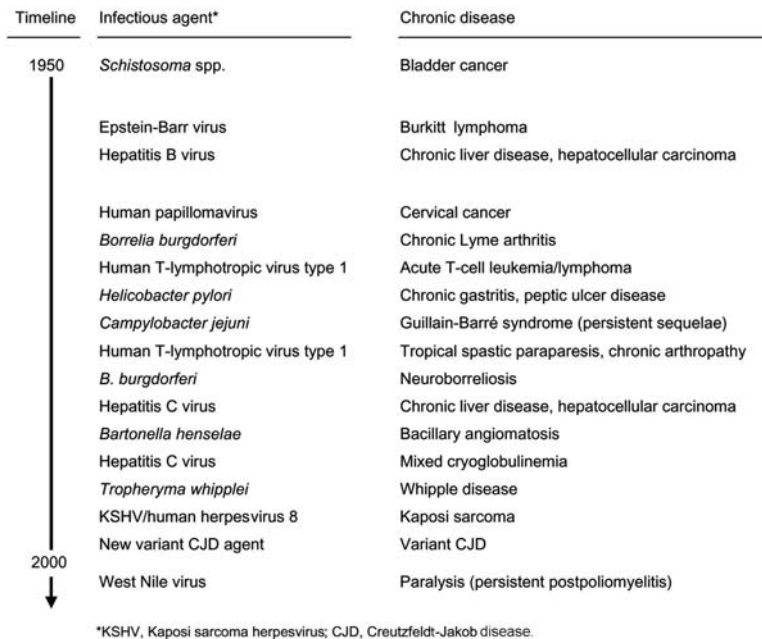 Timeline Infectious agent* Chronic disease
1950 Schistosoma spp. Bladder cancer
Epstein-Barr virus Burkitt lymphoma
Hepatitis B virus Chronic liver disease, hepatocellular carcinoma
Human papillomavirus Cervical cancer
Borrelia burgdorferi Chronic Lyme arthritis
Human T-lymphotropic virus type 1 Acute T-cell leukemia/lymphoma
Helicobacter pylori Chronic gastritis, peptic ulcer disease
Campylobacter jejuni Guillain-Barré syndrome (persistent sequelae)
Human T-lymphotropic virus type 1 Tropical spastic paraparesis, chronic arthropathy
B. burgdorferi Neuroborreliosis
Hepatitis C virus Chronic liver disease, hepatocellular carcinoma
Bartonella henselae Bacillary angiomatosis
Hepatitis C virus Mixed cryoglobulinemia
Tropheryma whipplei Whipple disease
KSHV/human herpesvirus 8 Kaposi sarcoma
New variant CJD agent Variant CJD
2000
West Nile virus Paralysis (persistent postpoliomyelitis)
*KSHV, Kaposi sarcoma herpesvirus; CJD, Creutzfeldt-Jakob disease.